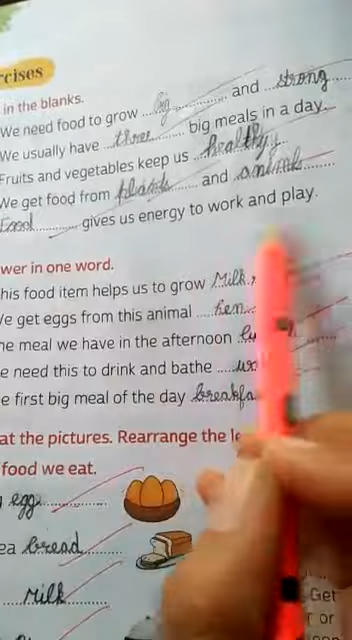 rcises
in the blanks.
We need food to grow big and strong
We usually have three big meals in a day.
Fruits and vegetables keep us healthy.
We get food from plants and
Food gives us energy to work and play.
wer in one word.
his food item helps us to grow Milk
e get eggs from this animal hen
he meal we have in the afternoon
e need this to drink and bathe
e first big meal of the day breakfa
at the pictures. Rearrange the le
food we eat.
egg
ea bread
Milk
Get
or